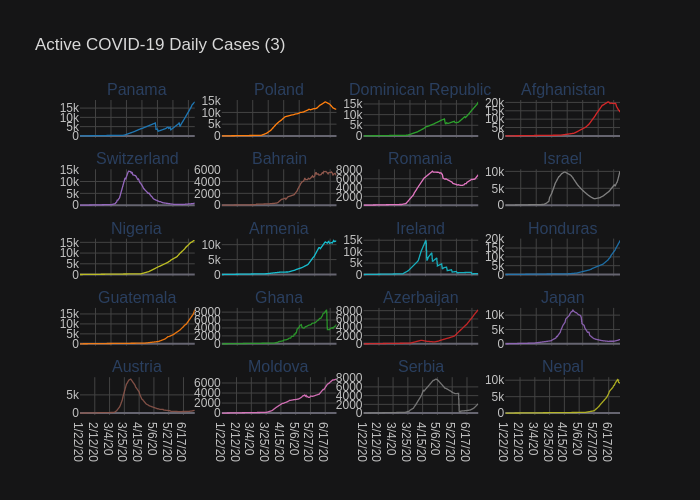 Active COVID-19 Daily Cases (3)
Panama Poland Dominican Republic Afghanistan
15k 10k 5k 0 15k 10k 5k 0 15k 10k 5k 0 20k 15k 10k 5k 0
Switzerland Bahrain Romania Israel
15k 10k 5k 0 6000 4000 2000 0 8000 6000 4000 2000 0 10k 5k 0
Nigeria Armenia Ireland Honduras
15k 10k 5k 0 10k 5k 0 15k 10k 5k 0 20k 15k 10k 5k 0
Guatemala Ghana Azerbaijan Japan
15k 10k 5k 0 8000 6000 4000 2000 0 8000 6000 4000 2000 0 10k 5k 0
Austria Moldova Serbia Nepal
5k 0 6000 4000 2000 0 8000 6000 4000 2000 0 10k 5k 0
1/22/20 2/12/20 3/4/20 3/25/20 4/15/20 5/6/20 5/27/20 6/17/20 1/22/20 2/12/20 3/4/20 3/25/20 4/15/20 5/6/20 5/27/20 6/17/20 1/22/20 2/12/20 3/4/20 3/25/20 4/15/20 5/6/20 5/27/20 6/17/20 1/22/20 2/12/20 3/4/20 3/25/20 4/15/20 5/6/20 5/27/20 6/17/20